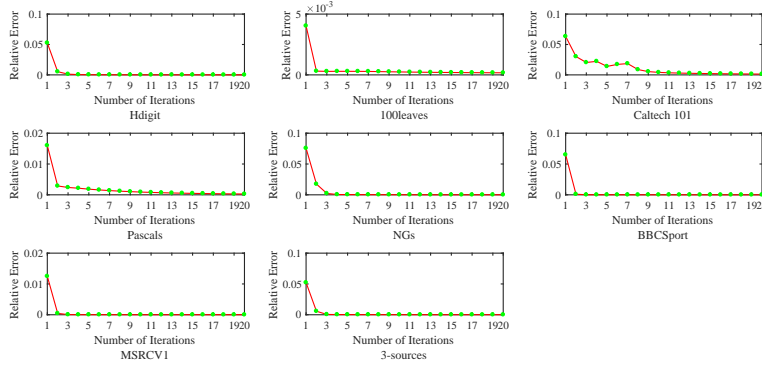 Relative Error
0.1
0.05
0
1 3 5 7 9 11 13 15 17 1920
Number of Iterations
Hdigit
Relative Error
5 ×10⁻³
0
1 3 5 7 9 11 13 15 17 1920
Number of Iterations
100leaves
Relative Error
0.1
0.05
0
1 3 5 7 9 11 13 15 17 192
Number of Iterations
Caltech 101
Relative Error
0.02
0.01
0
1 3 5 7 9 11 13 15 17 1920
Number of Iterations
Pascals
Relative Error
0.1
0.05
0
1 3 5 7 9 11 13 15 17 1920
Number of Iterations
NGs
Relative Error
0.1
0.05
0
1 3 5 7 9 11 13 15 17 192
Number of Iterations
BBCSport
Relative Error
0.02
0.01
0
1 3 5 7 9 11 13 15 17 1920
Number of Iterations
MSRCV1
Relative Error
0.1
0.05
0
1 3 5 7 9 11 13 15 17 1920
Number of Iterations
3-sources